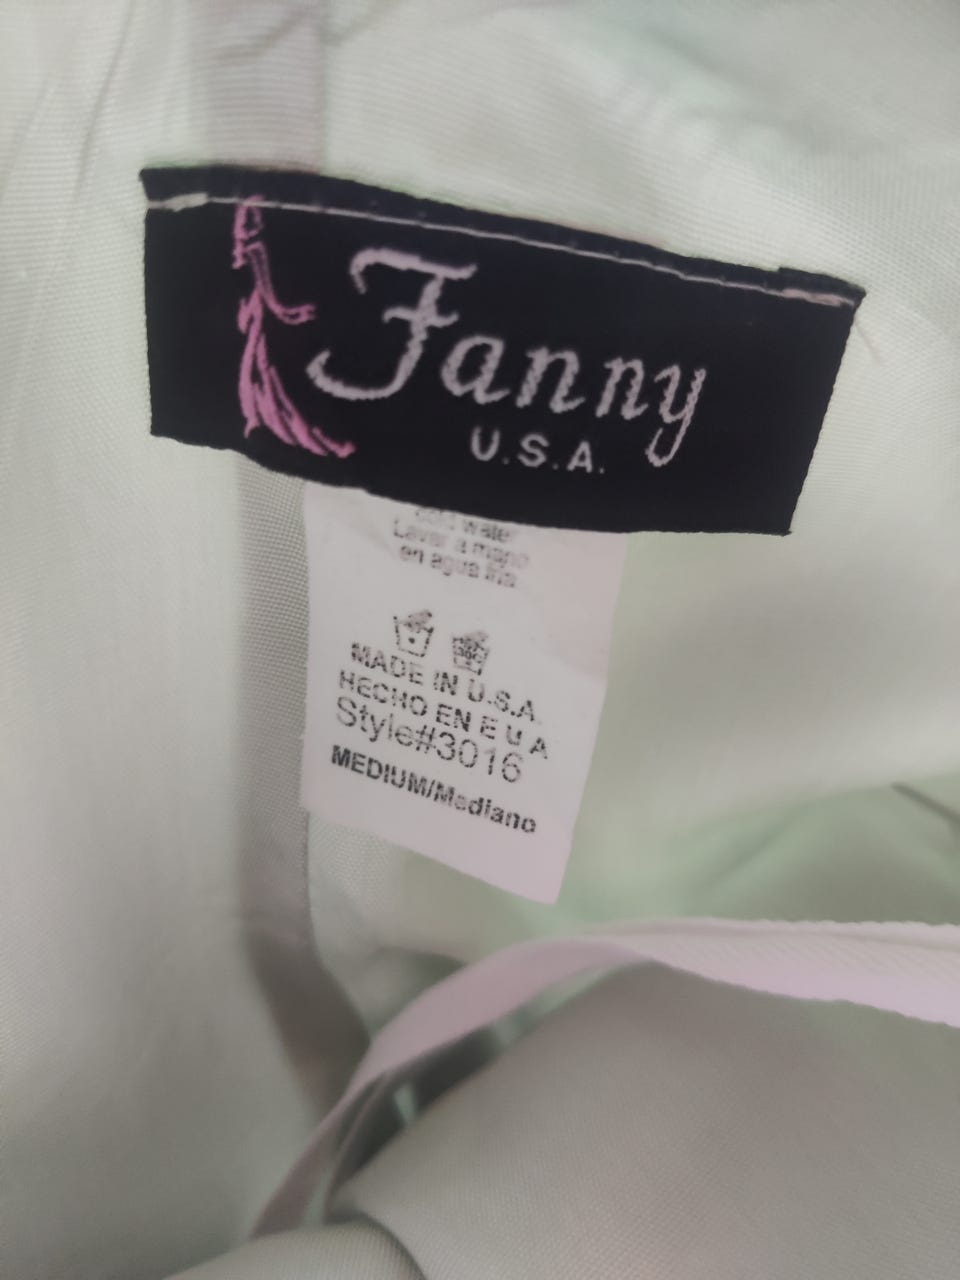 Fanny
U.S.A.
cold water
Lavar a mano
en agua fria
MADE IN U.S.A.
HECHO EN E U A
Style#3016
MEDIUM/Mediano